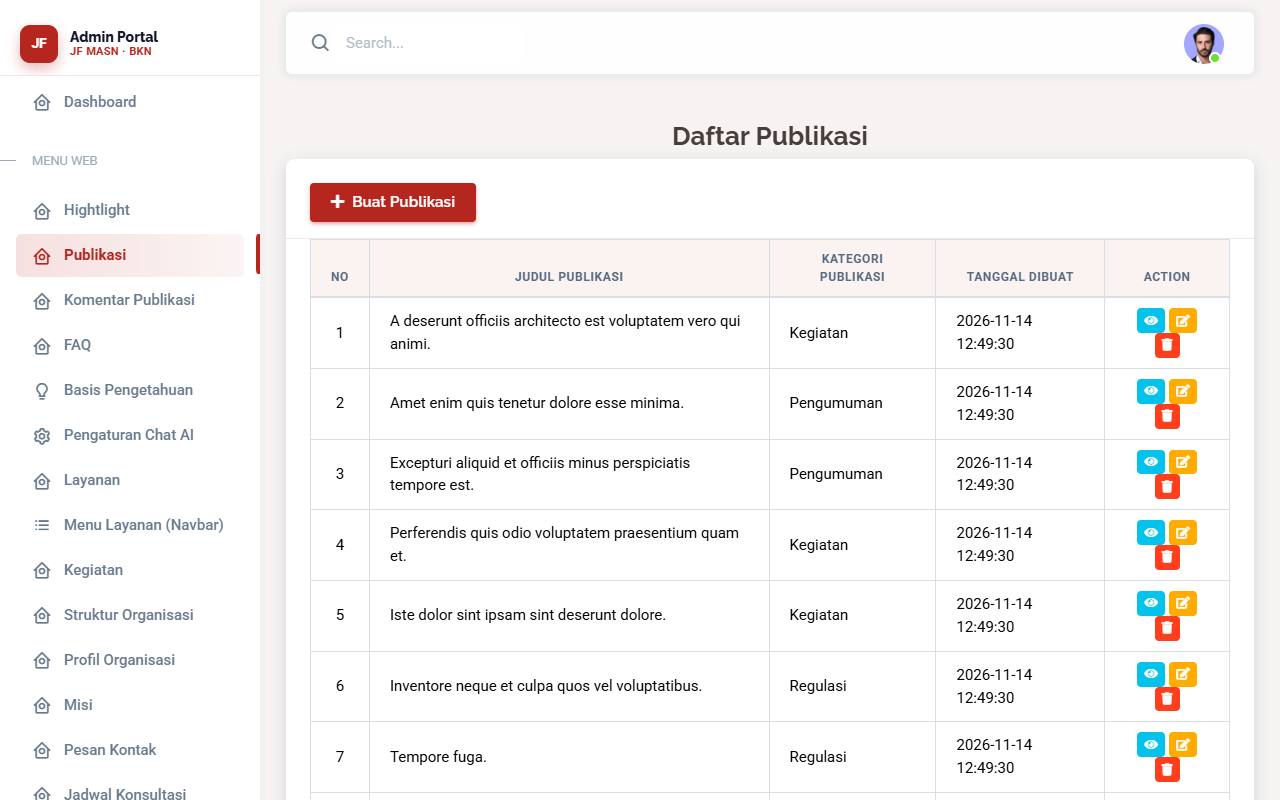 JF
Admin Portal
JF MASN · BKN
Search...
Dashboard
MENU WEB
Hightlight
Publikasi
Komentar Publikasi
FAQ
Basis Pengetahuan
Pengaturan Chat AI
Layanan
Menu Layanan (Navbar)
Kegiatan
Struktur Organisasi
Profil Organisasi
Misi
Pesan Kontak
Jadwal Konsultasi
Daftar Publikasi
Buat Publikasi
NO JUDUL PUBLIKASI KATEGORI PUBLIKASI TANGGAL DIBUAT ACTION
1 A deserunt officiis architecto est voluptatem vero qui animi. Kegiatan 2026-11-14 12:49:30
2 Amet enim quis tenetur dolore esse minima. Pengumuman 2026-11-14 12:49:30
3 Excepturi aliquid et officiis minus perspiciatis tempore est. Pengumuman 2026-11-14 12:49:30
4 Perferendis quis odio voluptatem praesentium quam et. Kegiatan 2026-11-14 12:49:30
5 Iste dolor sint ipsam sint deserunt dolore. Kegiatan 2026-11-14 12:49:30
6 Inventore neque et culpa quos vel voluptatibus. Regulasi 2026-11-14 12:49:30
7 Tempore fuga. Regulasi 2026-11-14 12:49:30